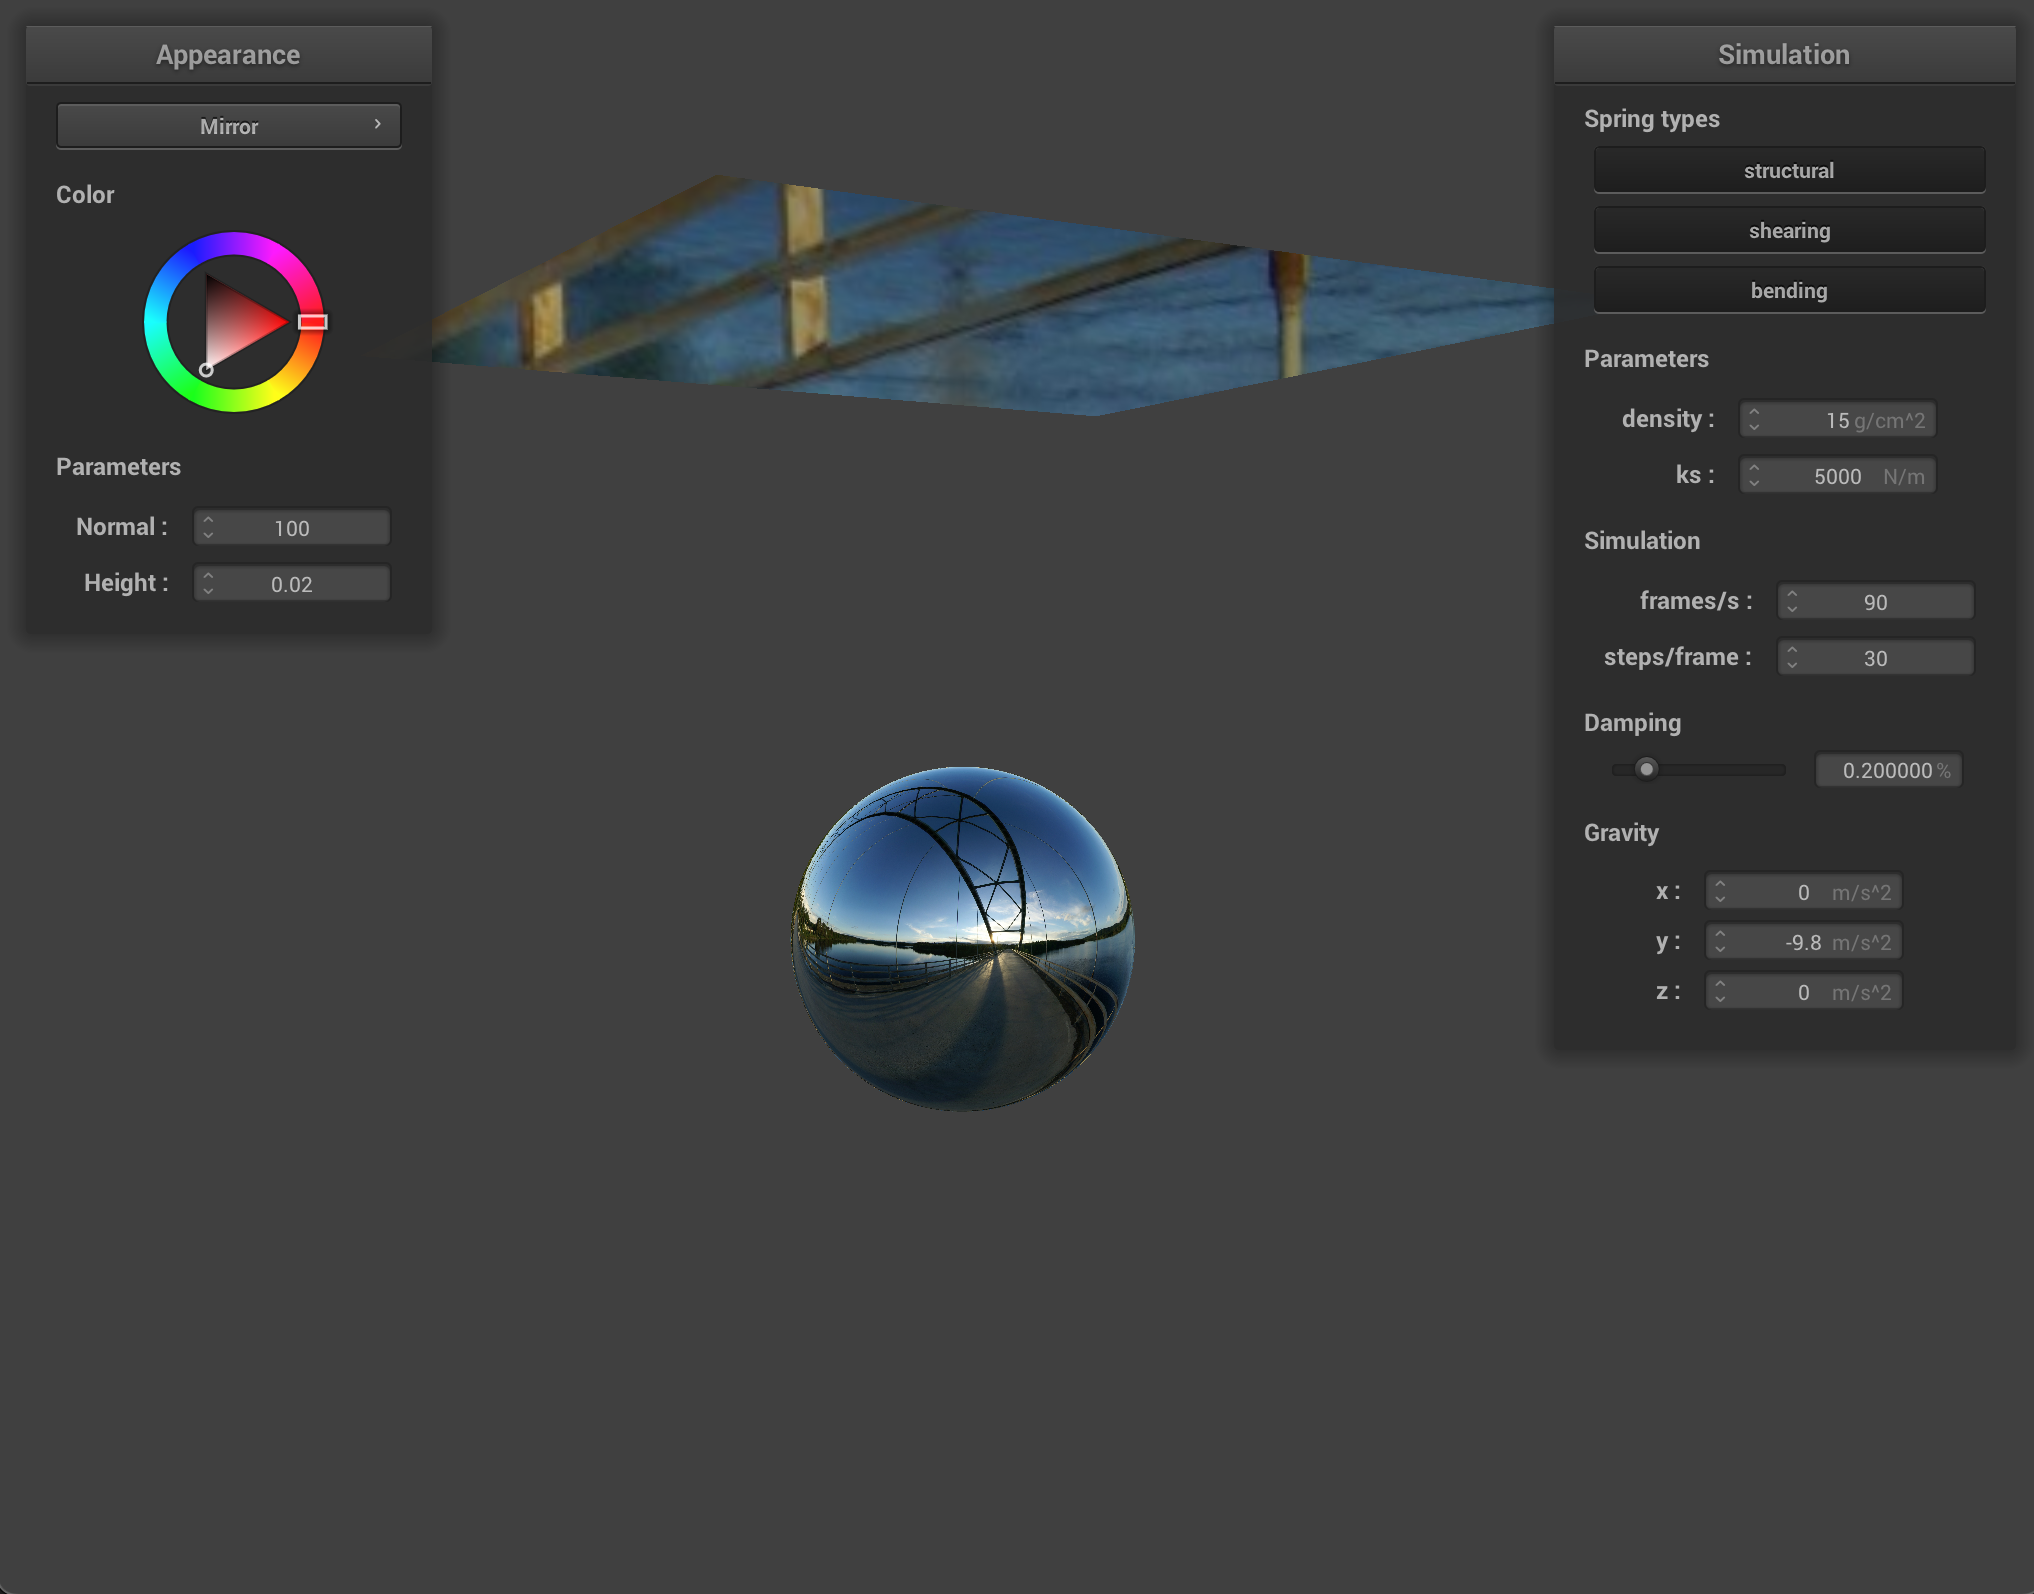 Appearance
Mirror
Color
Parameters
Normal : 100
Height : 0.02
Simulation
Spring types
structural
shearing
bending
Parameters
density : 15 g/cm^2
ks : 5000 N/m
Simulation
frames/s : 90
steps/frame : 30
Damping
0.200000 %
Gravity
x : 0 m/s^2
y : -9.8 m/s^2
z : 0 m/s^2